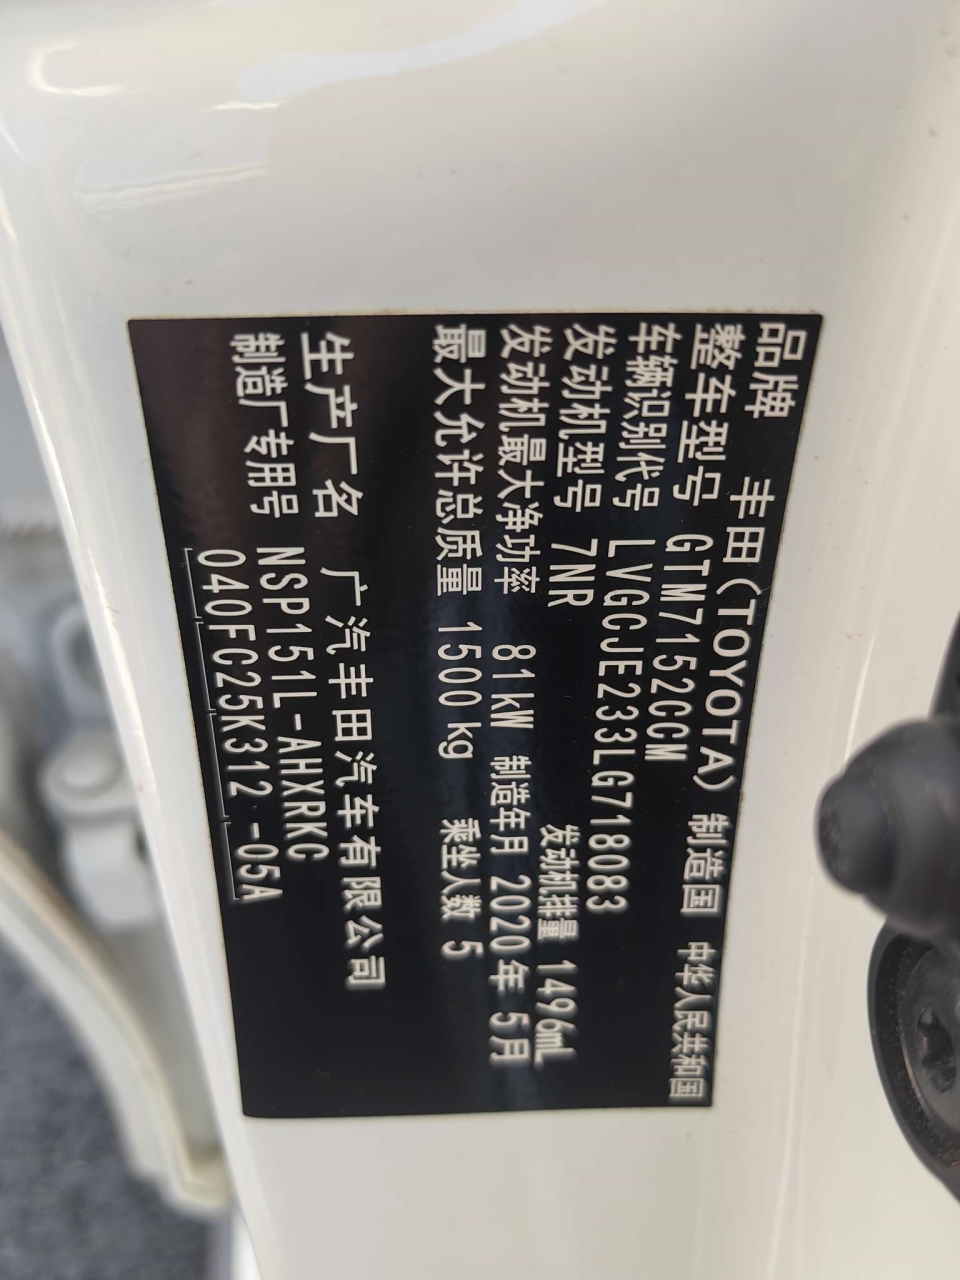 品牌 丰田(TOYOTA) 制造国 中华人民共和国
整车型号 GTM7152CCM
车辆识别代号 LVGCJE233LG718083
发动机型号 7NR 发动机排量 1496mL
发动机最大净功率 81kW 制造年月 2020年 5月
最大允许总质量 1500kg 乘坐人数 5
生产厂名 广汽丰田汽车有限公司
制造厂专用号 NSP151L-AHXRKC
040FC25K312-05A